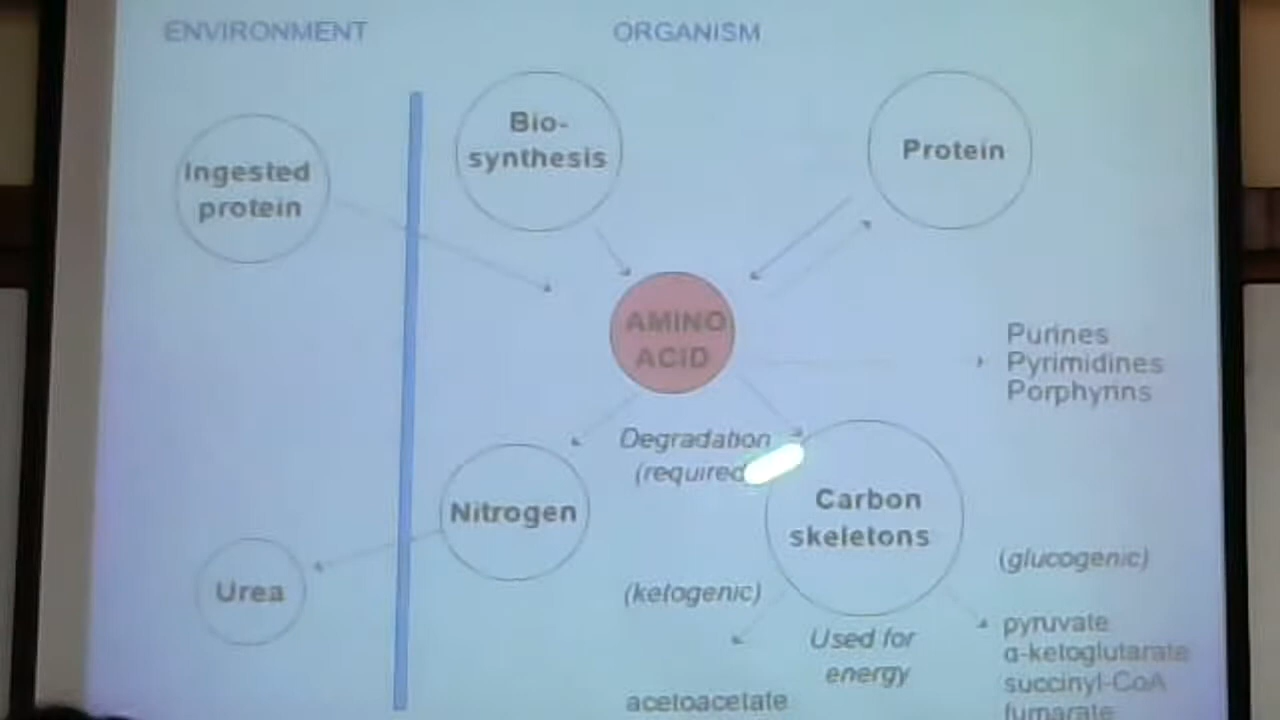 ENVIRONMENT
ORGANISM
Ingested
protein
Bio-
synthesis
Protein
AMINO
ACID
Purines
Pyrimidines
Porphyrins
Degradation
(required
Nitrogen
Carbon
skeletons
Urea
(ketogenic)
(glucogenic)
Used for
energy
acetoacetate
pyruvate
α-ketoglutarate
succinyl-CoA
fumarate